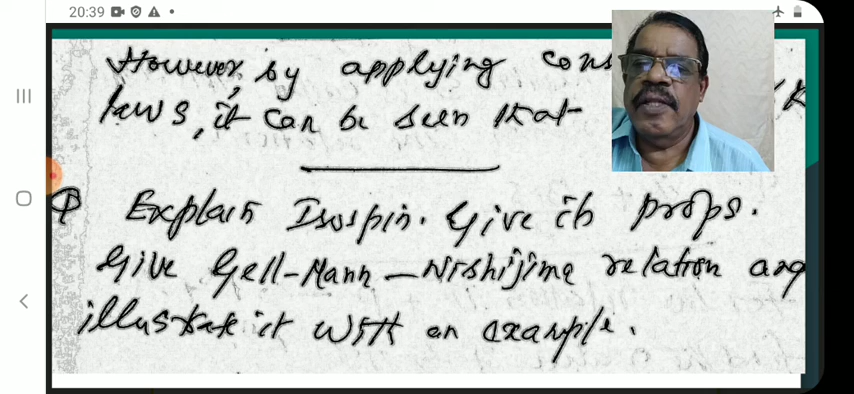 20:39
However, by applying cons
laws, it can be seen that
Q Explain Isospin. Give its props.
Give Gell-Mann-Nishijima relation and
illustrate it with an example.